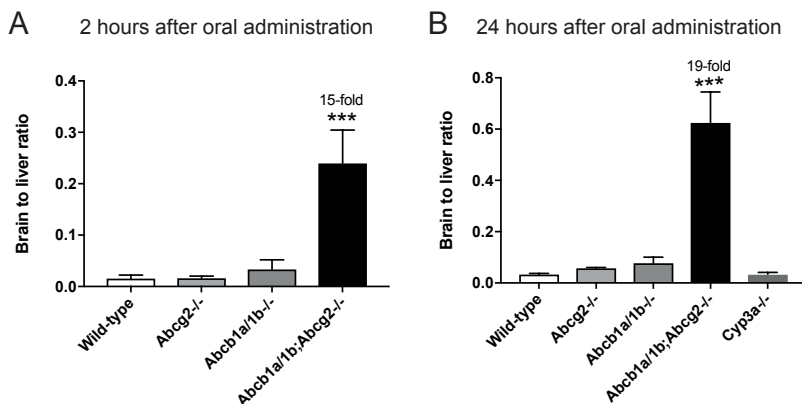 A 2 hours after oral administration
Brain to liver ratio
0.4
0.3
0.2
0.1
0.0
15-fold
***
Wild-type
Abcg2-/-
Abcb1a/1b-/-
Abcb1a/1b;Abcg2-/-
B 24 hours after oral administration
Brain to liver ratio
0.8
0.6
0.4
0.2
0.0
19-fold
***
Wild-type
Abcg2-/-
Abcb1a/1b-/-
Abcb1a/1b;Abcg2-/-
Cyp3a-/-